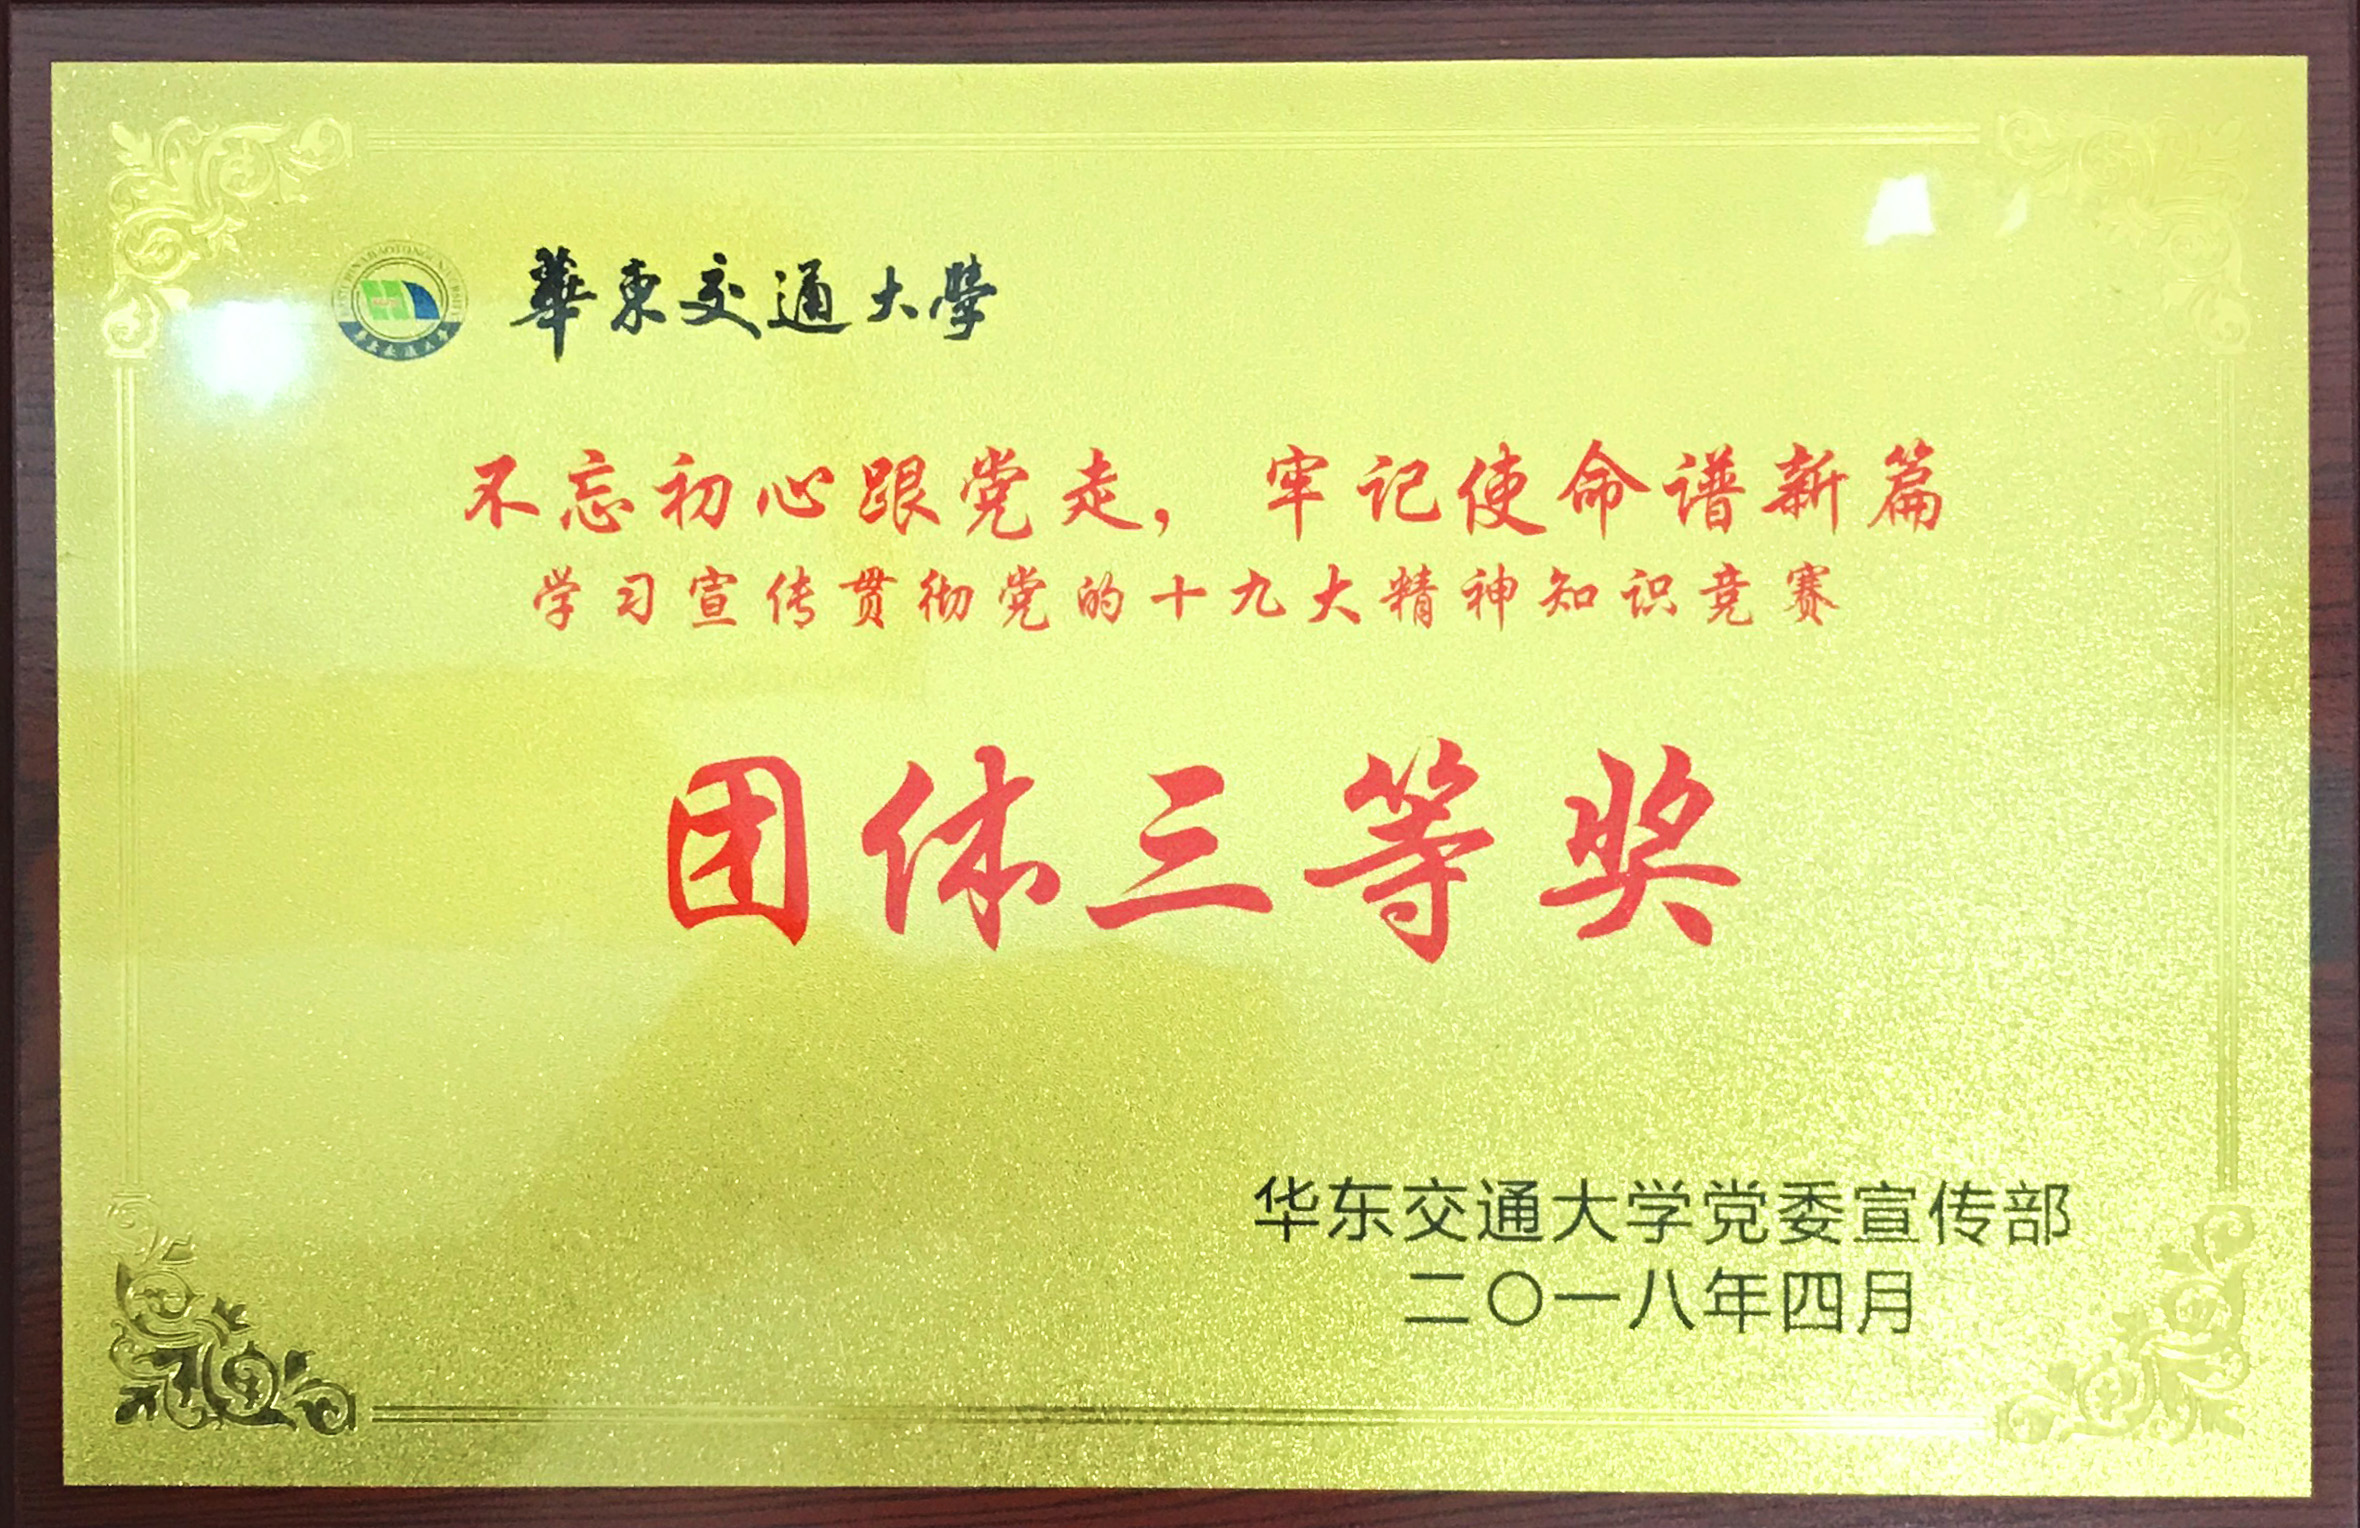 華東交通大學
不忘初心跟党走，牢记使命谱新篇
学习宣传贯彻党的十九大精神知识竞赛
团体三等奖
华东交通大学党委宣传部
二〇一八年四月